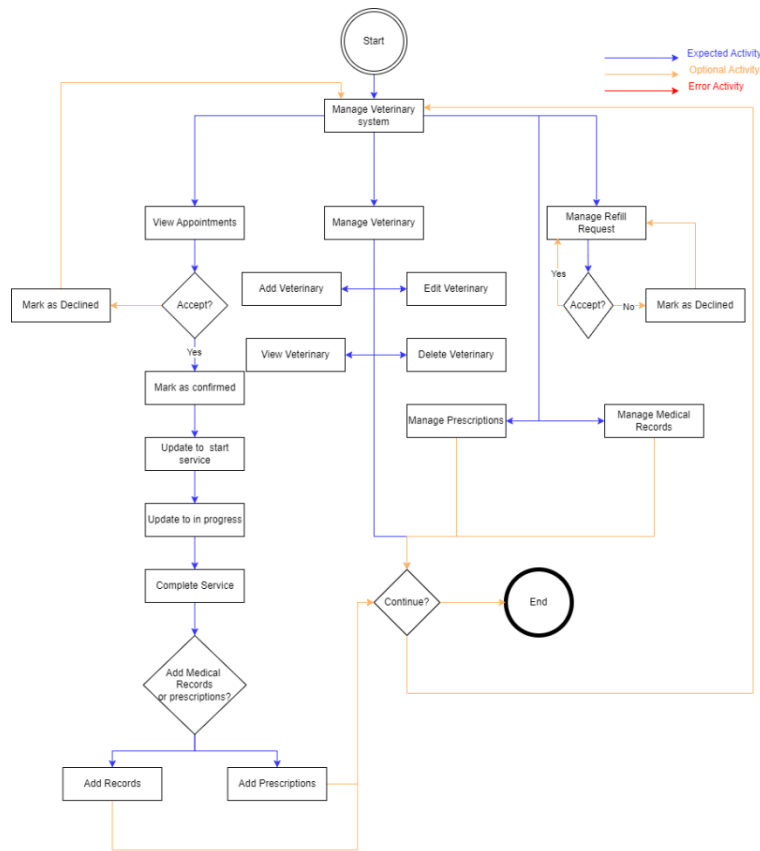 Start
Expected Activity
Optional Activity
Error Activity
Manage Veterinary
system
View Appointments
Manage Veterinary
Manage Refill
Request
Yes
Mark as Declined
Accept?
Add Veterinary
Edit Veterinary
Accept?
No
Mark as Declined
Yes
View Veterinary
Delete Veterinary
Mark as confirmed
Manage Prescriptions
Manage Medical
Records
Update to start
service
Update to in progress
Complete Service
Continue?
End
Add Medical
Records
or prescriptions?
Add Records
Add Prescriptions